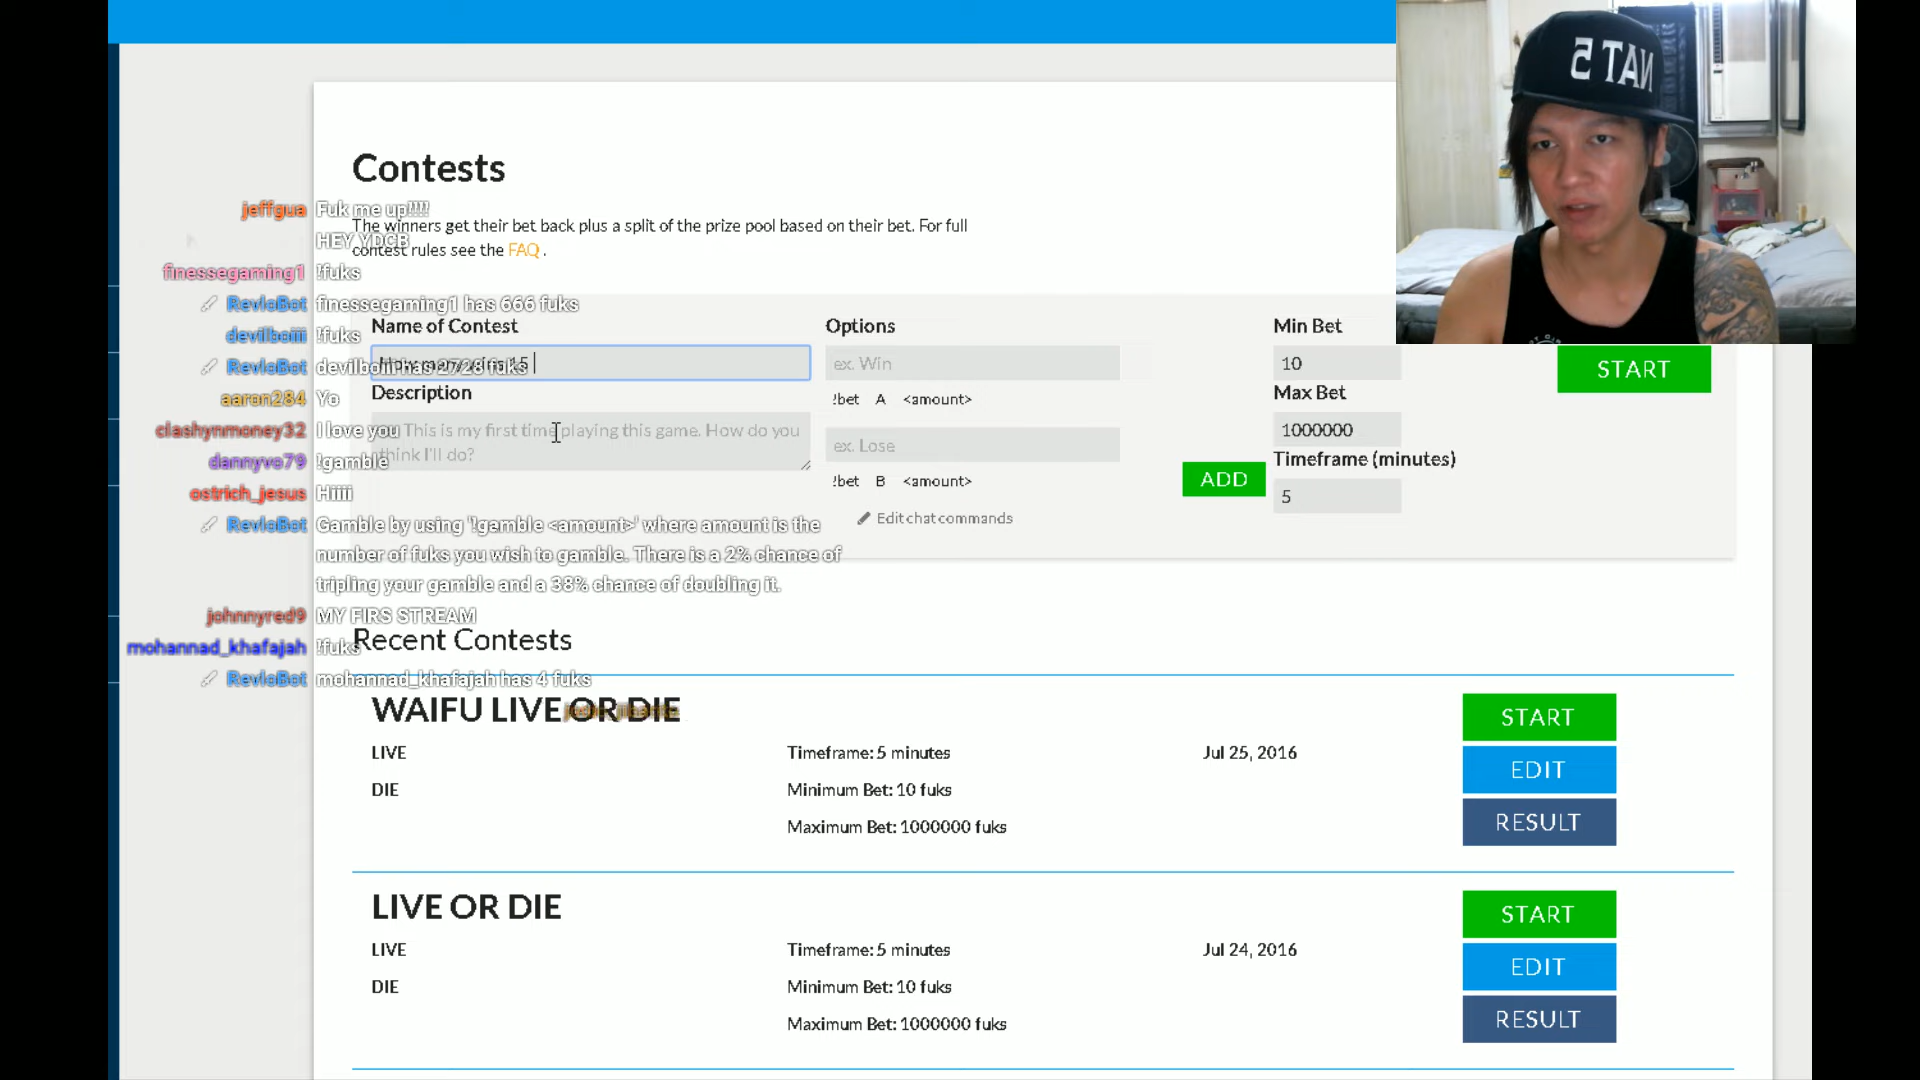 NAT 5
Contests
The winners get their bet back plus a split of the prize pool based on their bet. For full
contest rules see the FAQ .
jeffgua Fuk me up!!!!
HEY YDCB
finessegaming1 !fuks
RevloBot finessegaming1 has 666 fuks
devilboiii !fuks
RevloBot devilboiii has 2728 fuks
aaron284 Yo
clashynmoney32 I love you
dannyvo79 !gamble
ostrich_jesus Hiiii
RevloBot Gamble by using '!gamble <amount>' where amount is the
number of fuks you wish to gamble. There is a 2% chance of
tripling your gamble and a 38% chance of doubling it.
johnnyred9 MY FIRS STREAM
mohannad_khafajah !fuks
RevloBot mohannad_khafajah has 4 fuks
Name of Contest
How many 15
Description
This is my first time playing this game. How do you
think I'll do?
Options
ex. Win
!bet A <amount>
ex. Lose
!bet B <amount>
Edit chat commands
ADD
Min Bet
10
Max Bet
1000000
Timeframe (minutes)
5
START
Recent Contests
WAIFU LIVE OR DIE
LIVE
DIE
Timeframe: 5 minutes
Minimum Bet: 10 fuks
Maximum Bet: 1000000 fuks
Jul 25, 2016
START
EDIT
RESULT
LIVE OR DIE
LIVE
DIE
Timeframe: 5 minutes
Minimum Bet: 10 fuks
Maximum Bet: 1000000 fuks
Jul 24, 2016
START
EDIT
RESULT